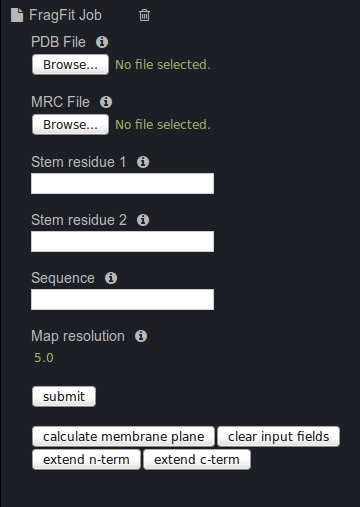 FragFit Job
PDB File
Browse... No file selected.
MRC File
Browse... No file selected.
Stem residue 1
Stem residue 2
Sequence
Map resolution
5.0
submit
calculate membrane plane clear input fields
extend n-term extend c-term